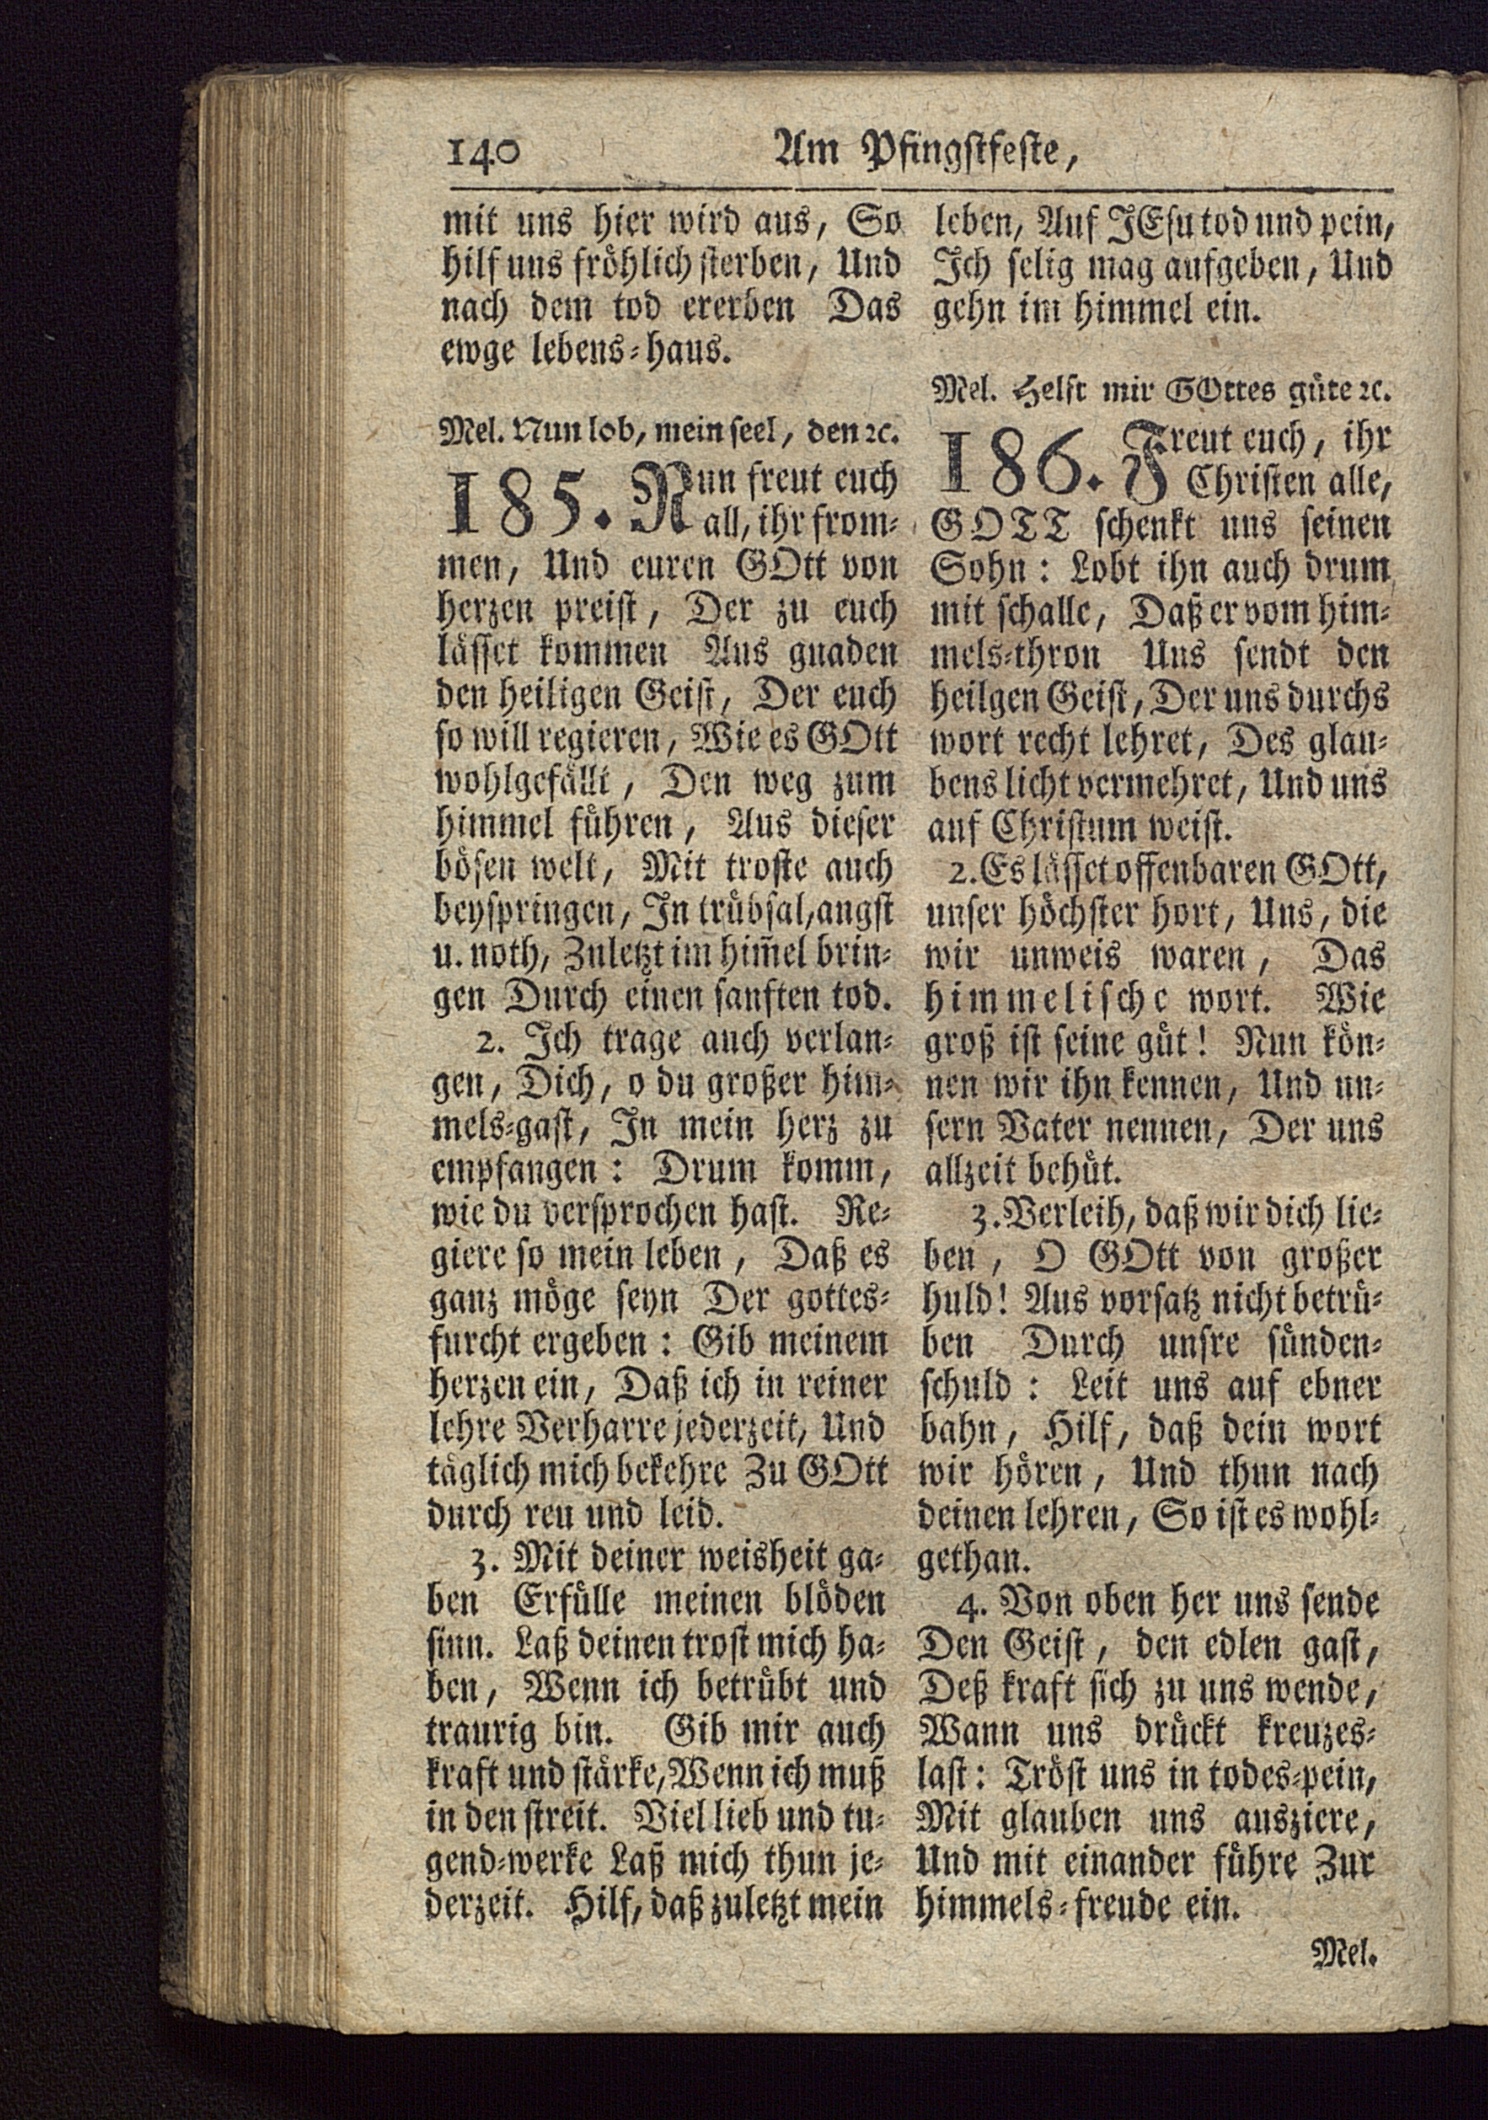 140 Am Pfingstfeste,
mit uns hier wird aus, So
hilf uns fröhlich sterben, Und
nach dem tod ererben Das
ewge lebens-haus.
Mel. Nun lob, mein seel, den ꝛc.
185. Nun freut euch
all, ihr from-
men, Und euren GOtt von
herzen preist, Der zu euch
lässet kommen Aus gnaden
den heiligen Geist, Der euch
so will regieren, Wie es GOtt
wohlgefällt, Den weg zum
himmel führen, Aus dieser
bösen welt, Mit troste auch
beyspringen, In trübsal, angst
u. noth, Zuletzt im him̃el brin-
gen Durch einen sanften tod.
2. Ich trage auch verlan-
gen, Dich, o du großer him-
mels-gast, In mein herz zu
empfangen: Drum komm,
wie du versprochen hast. Re-
giere so mein leben, Daß es
ganz möge seyn Der gottes-
furcht ergeben: Gib meinem
herzen ein, Daß ich in reiner
lehre Verharre jederzeit, Und
täglich mich bekehre Zu GOtt
durch reu und leid.
3. Mit deiner weisheit ga-
ben Erfülle meinen blöden
sinn. Laß deinen trost mich ha-
ben, Wenn ich betrübt und
traurig bin. Gib mir auch
kraft und stärke, Wenn ich muß
in den streit. Viel lieb und tu-
gend-werke Laß mich thun je-
derzeit. Hilf, daß zuletzt mein
leben, Auf JEsu tod und pein,
Ich selig mag aufgeben, Und
gehn im himmel ein.
Mel. Helft mir GOttes güte ꝛc.
186. Freut euch, ihr
Christen alle,
GOTT schenkt uns seinen
Sohn: Lobt ihn auch drum
mit schalle, Daß er vom him-
mels-thron Uns sendt den
heilgen Geist, Der uns durchs
wort recht lehret, Des glau-
bens licht vermehret, Und uns
auf Christum weist.
2. Es lässet offenbaren GOtt,
unser höchster hort, Uns, die
wir unweis waren, Das
himmelische wort. Wie
groß ist seine güt! Nun kön-
nen wir ihn kennen, Und un-
sern Vater nennen, Der uns
allzeit behüt.
3. Verleih, daß wir dich lie-
ben, O GOtt von großer
huld! Aus vorsatz nicht betrü-
ben Durch unsre sünden-
schuld: Leit uns auf ebner
bahn, Hilf, daß dein wort
wir hören, Und thun nach
deinen lehren, So ist es wohl-
gethan.
4. Von oben her uns sende
Den Geist, den edlen gast,
Deß kraft sich zu uns wende,
Wann uns drückt kreuzes-
last: Tröst uns in todes-pein,
Mit glauben uns ausziere,
Und mit einander führe Zur
himmels-freude ein.
Mel.